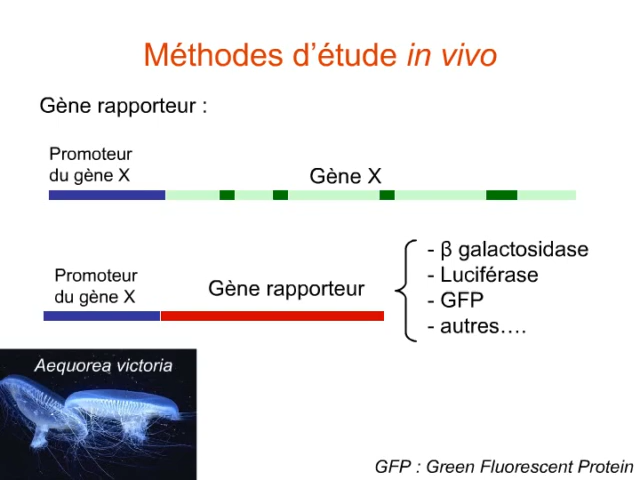 Méthodes d’étude in vivo
Gène rapporteur :
Promoteur
du gène X
Gène X
Promoteur
du gène X
Gène rapporteur
- β galactosidase
- Luciférase
- GFP
- autres….
Aequorea victoria
GFP : Green Fluorescent Protein